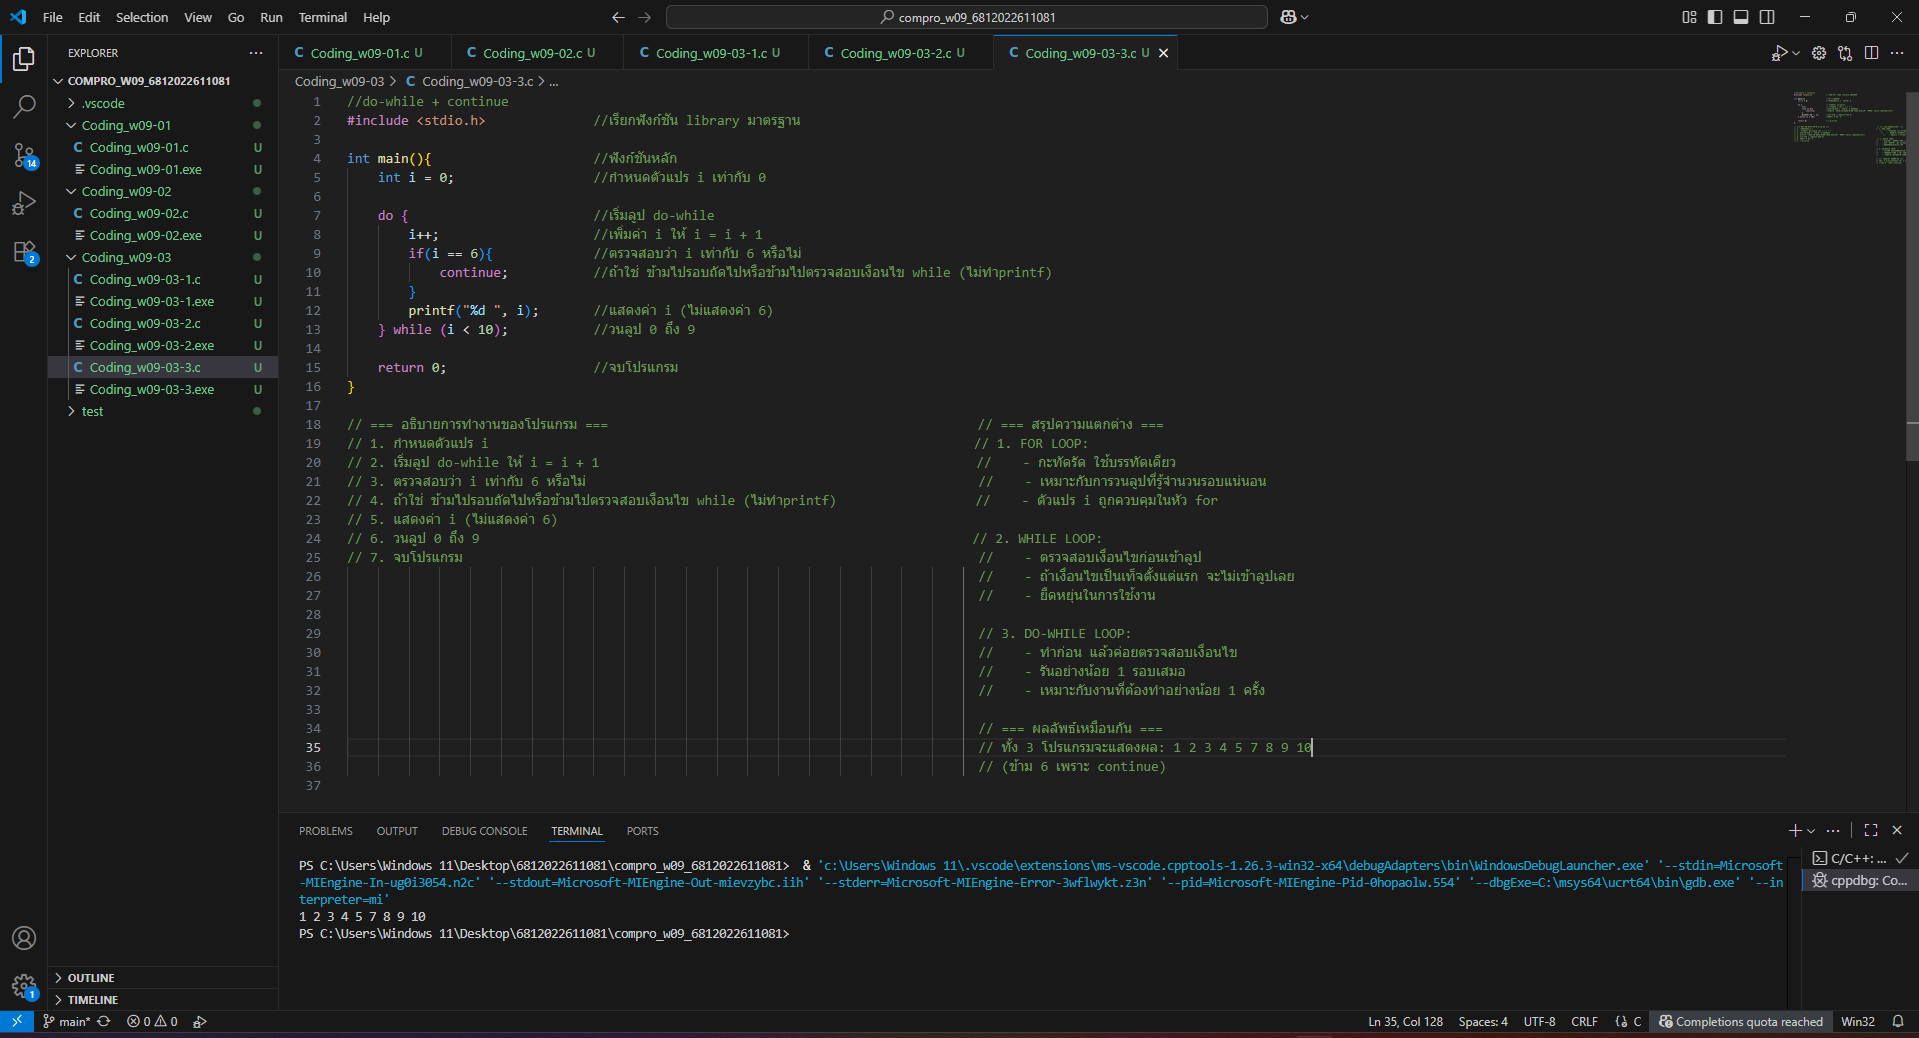 File Edit Selection View Go Run Terminal Help
compro_w09_6812022611081
EXPLORER
COMPRO_W09_6812022611081
.vscode
Coding_w09-01
Coding_w09-01.c U
Coding_w09-01.exe U
Coding_w09-02
Coding_w09-02.c U
Coding_w09-02.exe U
Coding_w09-03
Coding_w09-03-1.c U
Coding_w09-03-1.exe U
Coding_w09-03-2.c U
Coding_w09-03-2.exe U
Coding_w09-03-3.c U
Coding_w09-03-3.exe U
test
OUTLINE
TIMELINE
14
2
1
C Coding_w09-01.c U C Coding_w09-02.c U C Coding_w09-03-1.c U C Coding_w09-03-2.c U C Coding_w09-03-3.c U
Coding_w09-03 > C Coding_w09-03-3.c > ...
1 //do-while + continue
2 #include <stdio.h> //เรียกฟังก์ชัน library มาตรฐาน
3
4 int main(){ //ฟังก์ชันหลัก
5 int i = 0; //กำหนดตัวแปร i เท่ากับ 0
6
7 do { //เริ่มลูป do-while
8 i++; //เพิ่มค่า i ให้ i = i + 1
9 if(i == 6){ //ตรวจสอบว่า i เท่ากับ 6 หรือไม่
10 continue; //ถ้าใช่ ข้ามไปรอบถัดไปหรือข้ามไปตรวจสอบเงื่อนไข while (ไม่ทำprintf)
11 }
12 printf("%d ", i); //แสดงค่า i (ไม่แสดงค่า 6)
13 } while (i < 10); //วนลูป 0 ถึง 9
14
15 return 0; //จบโปรแกรม
16 }
17
18 // === อธิบายการทำงานของโปรแกรม === // === สรุปความแตกต่าง ===
19 // 1. กำหนดตัวแปร i // 1. FOR LOOP:
20 // 2. เริ่มลูป do-while ให้ i = i + 1 // - กะทัดรัด ใช้บรรทัดเดียว
21 // 3. ตรวจสอบว่า i เท่ากับ 6 หรือไม่ // - เหมาะกับการวนลูปที่รู้จำนวนรอบแน่นอน
22 // 4. ถ้าใช่ ข้ามไปรอบถัดไปหรือข้ามไปตรวจสอบเงื่อนไข while (ไม่ทำprintf) // - ตัวแปร i ถูกควบคุมในหัว for
23 // 5. แสดงค่า i (ไม่แสดงค่า 6)
24 // 6. วนลูป 0 ถึง 9 // 2. WHILE LOOP:
25 // 7. จบโปรแกรม // - ตรวจสอบเงื่อนไขก่อนเข้าลูป
26 // - ถ้าเงื่อนไขเป็นเท็จตั้งแต่แรก จะไม่เข้าลูปเลย
27 // - ยืดหยุ่นในการใช้งาน
28
29 // 3. DO-WHILE LOOP:
30 // - ทำก่อน แล้วค่อยตรวจสอบเงื่อนไข
31 // - รันอย่างน้อย 1 รอบเสมอ
32 // - เหมาะกับงานที่ต้องทำอย่างน้อย 1 ครั้ง
33
34 // === ผลลัพธ์เหมือนกัน ===
35 // ทั้ง 3 โปรแกรมจะแสดงผล: 1 2 3 4 5 7 8 9 10
36 // (ข้าม 6 เพราะ continue)
37
PROBLEMS OUTPUT DEBUG CONSOLE TERMINAL PORTS
PS C:\Users\Windows 11\Desktop\6812022611081\compro_w09_6812022611081> & 'c:\Users\Windows 11\.vscode\extensions\ms-vscode.cpptools-1.26.3-win32-x64\debugAdapters\bin\WindowsDebugLauncher.exe' '--stdin=Microsoft
-MIEngine-In-ug0i3054.n2c' '--stdout=Microsoft-MIEngine-Out-mievzybc.iih' '--stderr=Microsoft-MIEngine-Error-3wflwykt.z3n' '--pid=Microsoft-MIEngine-Pid-0hopaolw.554' '--dbgExe=C:\msys64\ucrt64\bin\gdb.exe' '--in
terpreter=mi'
1 2 3 4 5 7 8 9 10
PS C:\Users\Windows 11\Desktop\6812022611081\compro_w09_6812022611081>
C/C++: ...
cppdbg: Co...
main* 0 0 Ln 35, Col 128 Spaces: 4 UTF-8 CRLF C Completions quota reached Win32